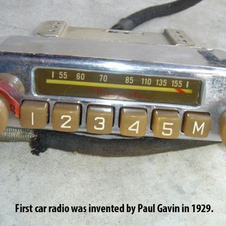 55 60 70 85 110 135 155
1 2 3 4 5 M
First car radio was invented by Paul Gavin in 1929.